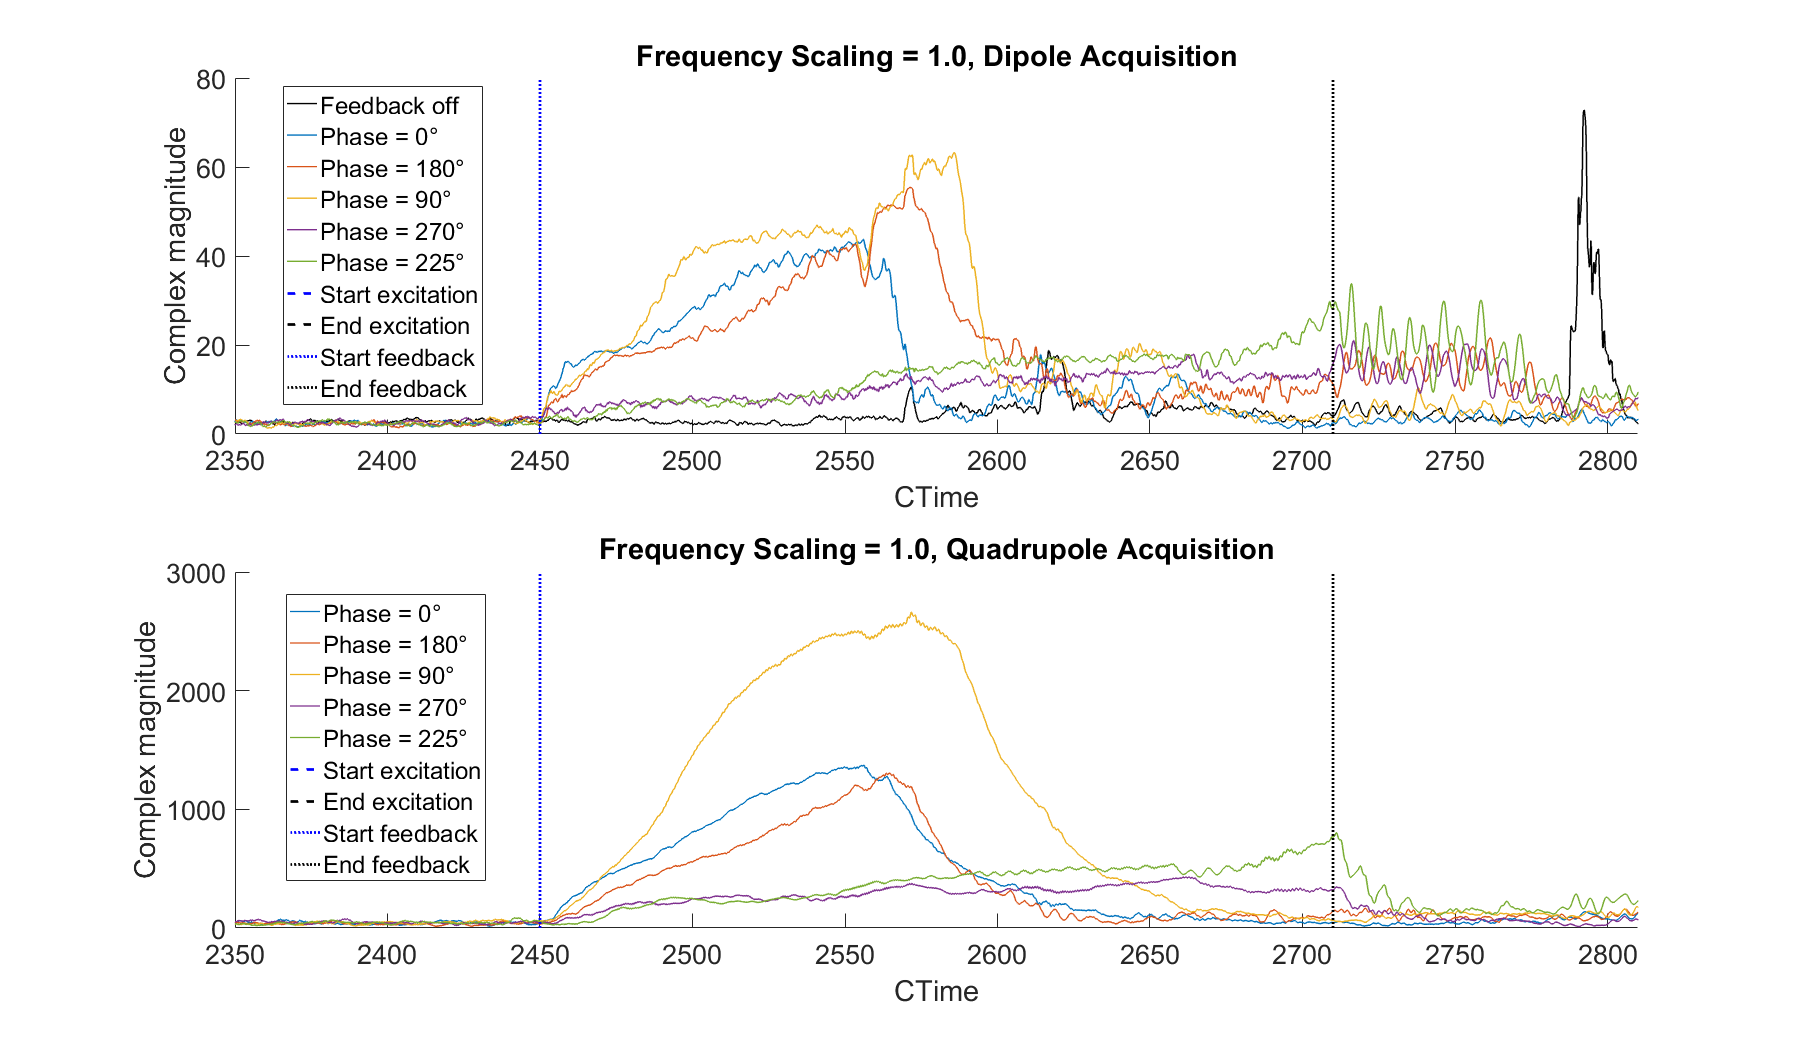 Frequency Scaling = 1.0, Dipole Acquisition
80
60
40
20
0
Complex magnitude
Feedback off
Phase = 0°
Phase = 180°
Phase = 90°
Phase = 270°
Phase = 225°
Start excitation
End excitation
Start feedback
End feedback
2350 2400 2450 2500 2550 2600 2650 2700 2750 2800
CTime
Frequency Scaling = 1.0, Quadrupole Acquisition
3000
2000
1000
0
Complex magnitude
Phase = 0°
Phase = 180°
Phase = 90°
Phase = 270°
Phase = 225°
Start excitation
End excitation
Start feedback
End feedback
2350 2400 2450 2500 2550 2600 2650 2700 2750 2800
CTime